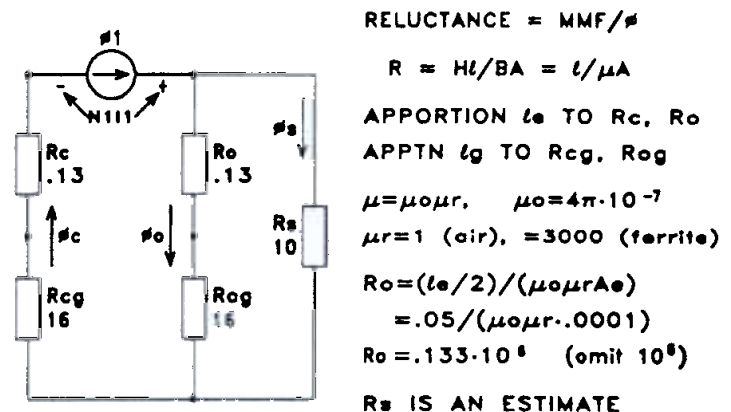 ø1
- N1I1 +
Rc
.13
Ro
.13
øs
øc
øo
Rs
10
Rcg
16
Rog
16
RELUCTANCE = MMF/ø
R = Hℓ/BA = ℓ/μA
APPORTION ℓe TO Rc, Ro
APPTN ℓg TO Rcg, Rog
μ=μoμr, μo=4π·10⁻⁷
μr=1 (air), =3000 (ferrite)
Ro=(ℓe/2)/(μoμrAe)
=.05/(μoμr·.0001)
Ro=.133·10⁶ (omit 10⁶)
Rs IS AN ESTIMATE